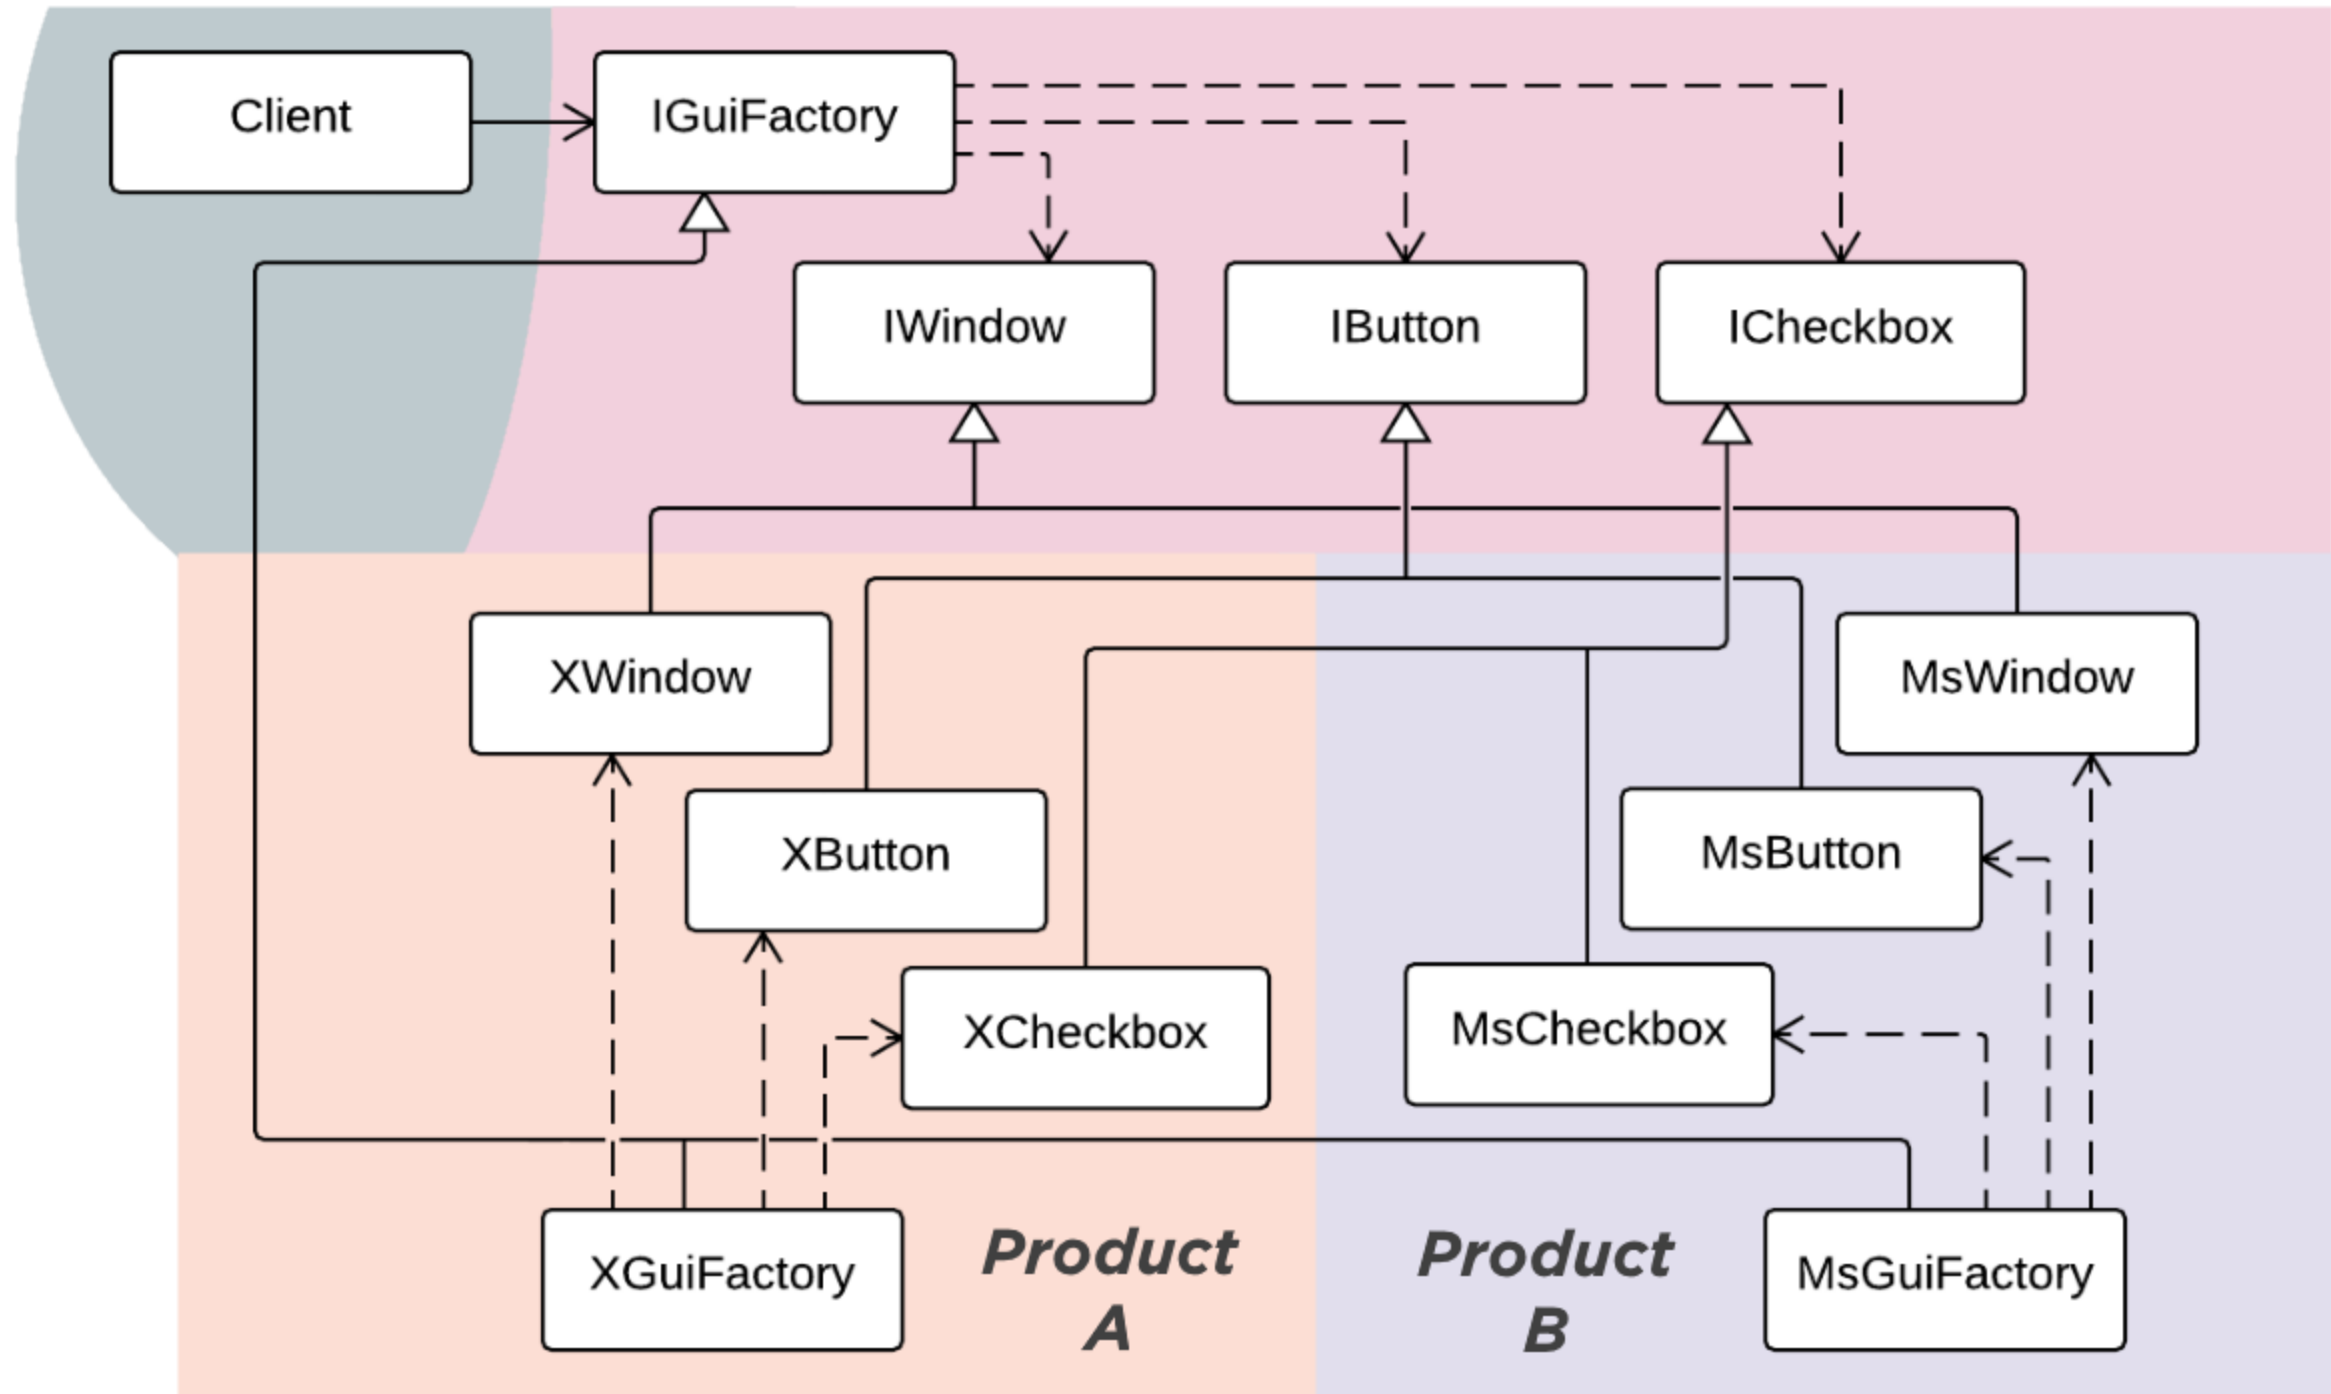 Client
IGuiFactory
IWindow
IButton
ICheckbox
XWindow
MsWindow
XButton
MsButton
XCheckbox
MsCheckbox
XGuiFactory
Product
A
Product
B
MsGuiFactory